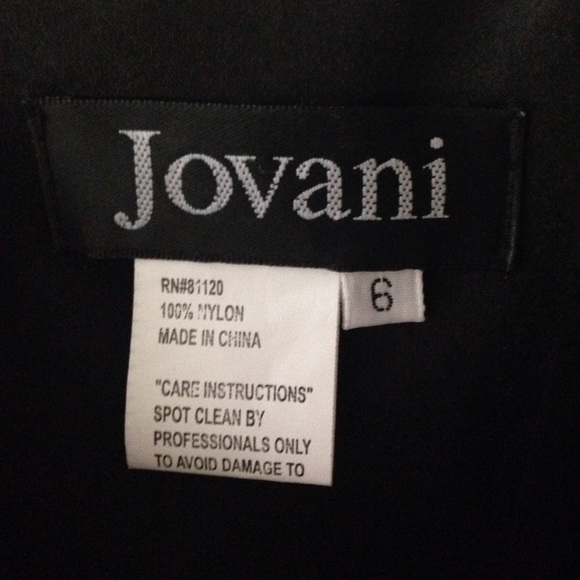 Jovani
6
RN#81120
100% NYLON
MADE IN CHINA
"CARE INSTRUCTIONS"
SPOT CLEAN BY
PROFESSIONALS ONLY
TO AVOID DAMAGE TO